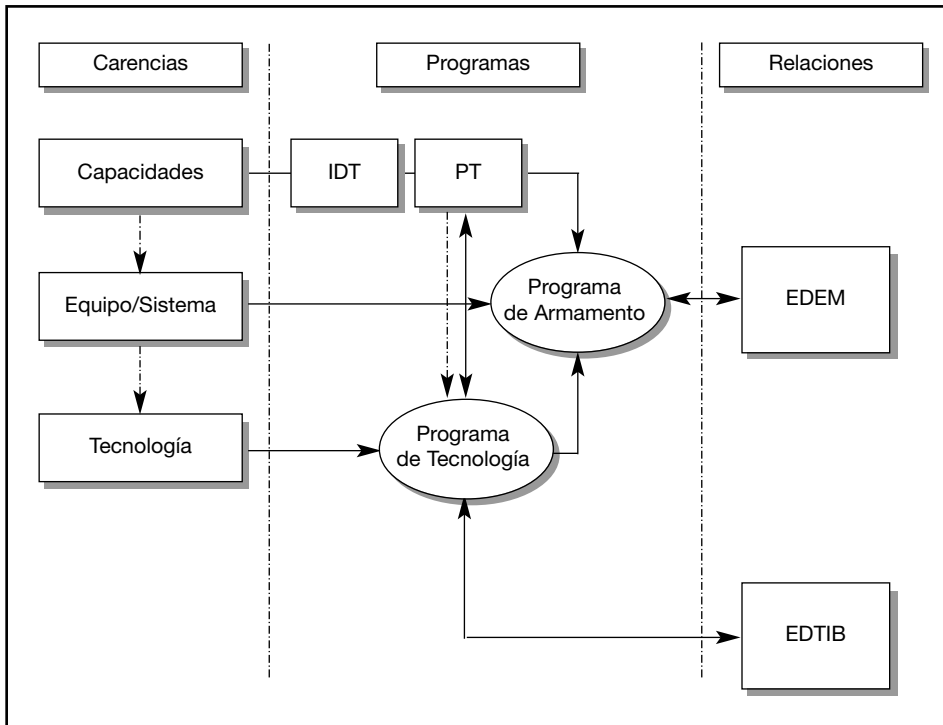 Carencias
Programas
Relaciones
Capacidades
IDT
PT
Equipo/Sistema
Programa
de Armamento
EDEM
Tecnología
Programa
de Tecnología
EDTIB